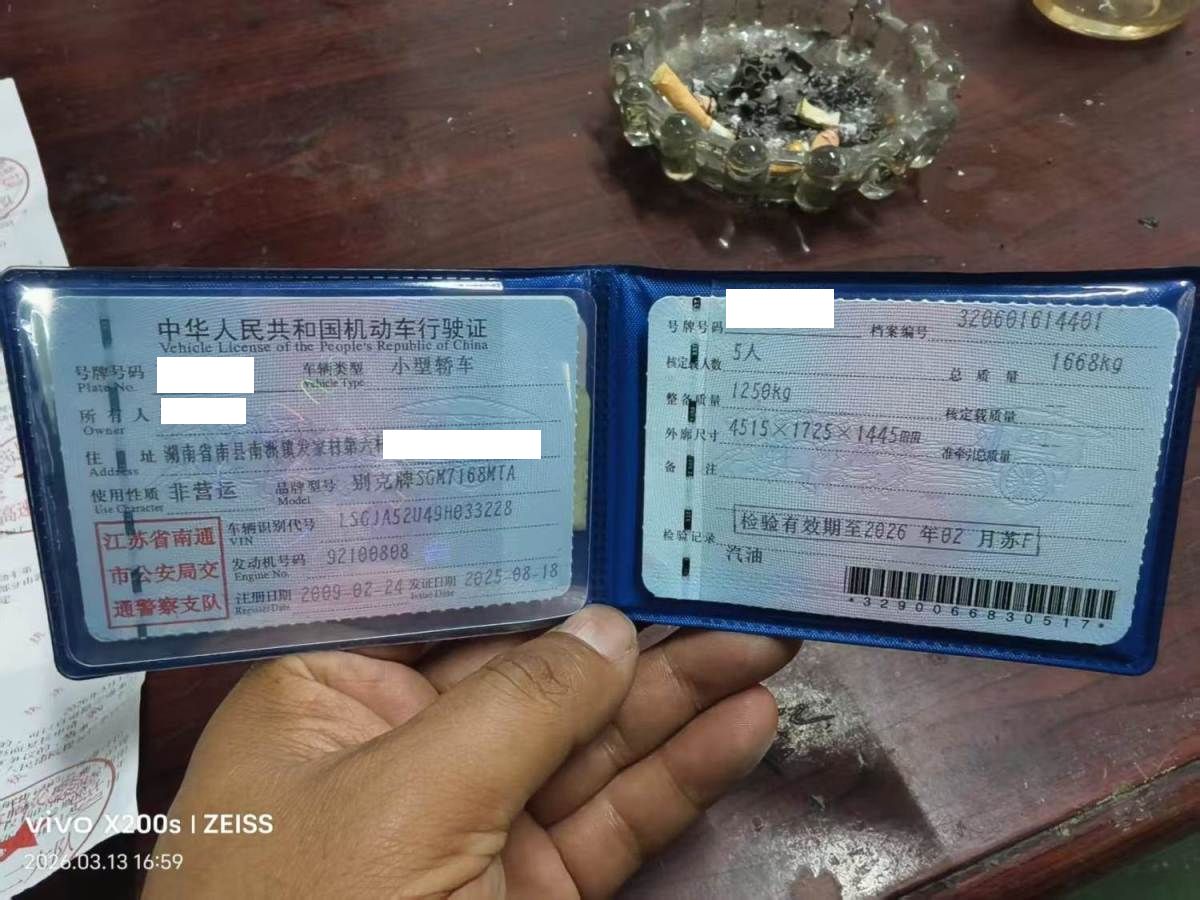 中华人民共和国机动车行驶证
Vehicle License of the People's Republic of China
号牌号码
Plate No.
车辆类型 小型轿车
Vehicle Type
所有人
Owner
住址 湖南省南县南洲镇 村第六村
Address
使用性质 非营运
Use Character
品牌型号 别克牌SGM7168MTA
Model
江苏省南通
市公安局交
通警察支队
车辆识别代号 LSGJA52U49H033228
VIN
发动机号码 92100808
Engine No.
注册日期 2009-02-24
Register Date
发证日期 2025-08-18
Issue Date
号牌号码
档案编号 320601614401
核定载人数 5人
总质量 1668kg
整备质量 1250kg
核定载质量 --
外廓尺寸 4515×1725×1445mm
准牵引总质量
备注
检验记录
检验有效期至2026 年02 月苏F
汽油
*3290066830517*
vivo X200s | ZEISS
2026.03.13 16:59